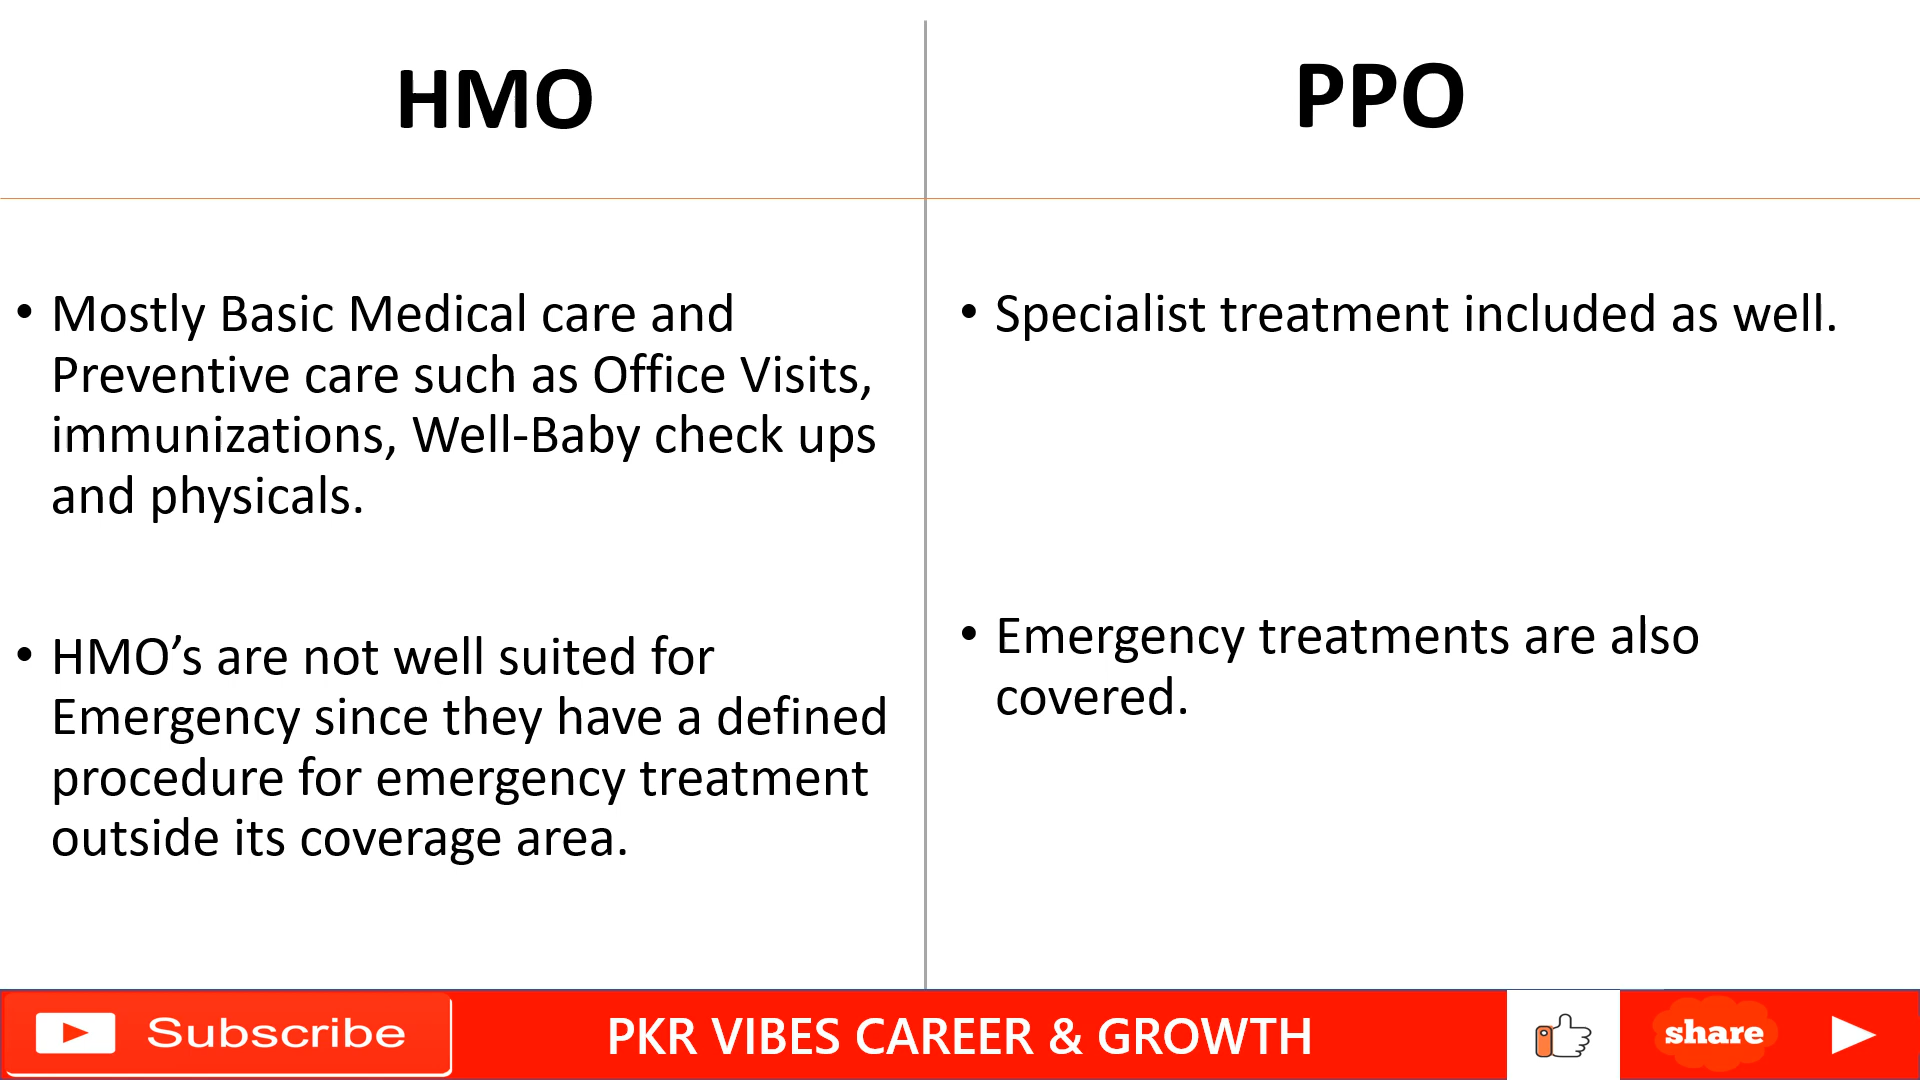 HMO
PPO
• Mostly Basic Medical care and
Preventive care such as Office Visits,
immunizations, Well-Baby check ups
and physicals.
• HMO’s are not well suited for
Emergency since they have a defined
procedure for emergency treatment
outside its coverage area.
• Specialist treatment included as well.
• Emergency treatments are also
covered.
Subscribe
PKR VIBES CAREER & GROWTH
share